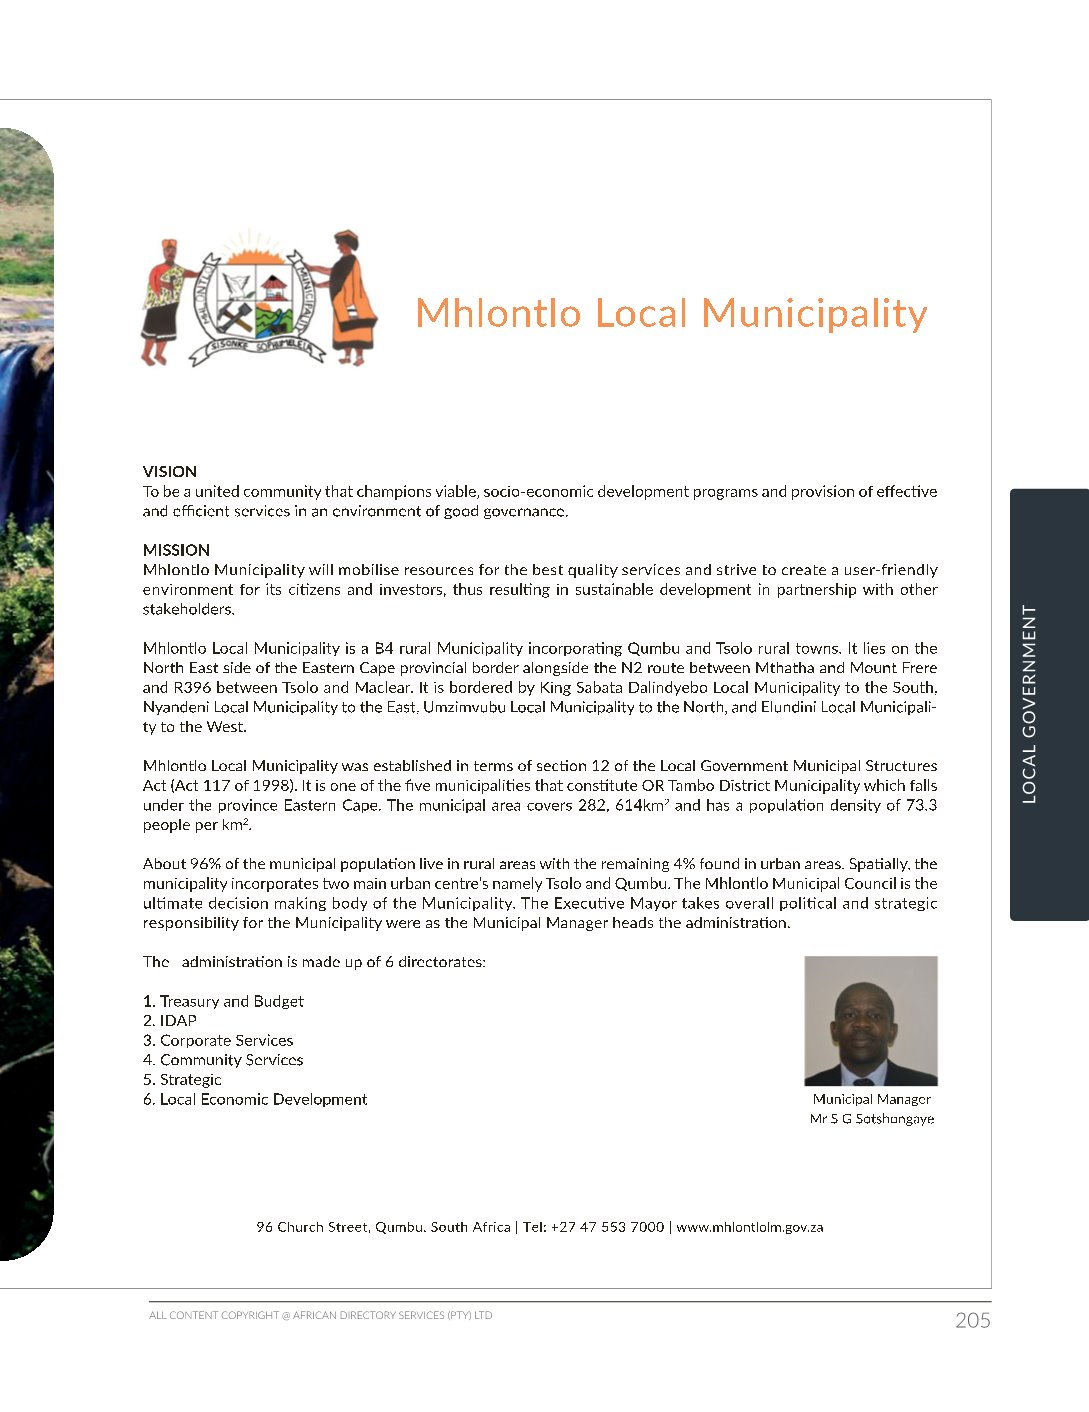 MHLONTLO MUNICIPALITY
SISONKE SOPHUMELELA
Mhlontlo Local Municipality
VISION
To be a united community that champions viable, socio-economic development programs and provision of effective
and efficient services in an environment of good governance.
MISSION
Mhlontlo Municipality will mobilise resources for the best quality services and strive to create a user-friendly
environment for its citizens and investors, thus resulting in sustainable development in partnership with other
stakeholders.
Mhlontlo Local Municipality is a B4 rural Municipality incorporating Qumbu and Tsolo rural towns. It lies on the
North East side of the Eastern Cape provincial border alongside the N2 route between Mthatha and Mount Frere
and R396 between Tsolo and Maclear. It is bordered by King Sabata Dalindyebo Local Municipality to the South,
Nyandeni Local Municipality to the East, Umzimvubu Local Municipality to the North, and Elundini Local Municipali-
ty to the West.
Mhlontlo Local Municipality was established in terms of section 12 of the Local Government Municipal Structures
Act (Act 117 of 1998). It is one of the five municipalities that constitute OR Tambo District Municipality which falls
under the province Eastern Cape. The municipal area covers 282, 614km² and has a population density of 73.3
people per km².
About 96% of the municipal population live in rural areas with the remaining 4% found in urban areas. Spatially, the
municipality incorporates two main urban centre's namely Tsolo and Qumbu. The Mhlontlo Municipal Council is the
ultimate decision making body of the Municipality. The Executive Mayor takes overall political and strategic
responsibility for the Municipality were as the Municipal Manager heads the administration.
The administration is made up of 6 directorates:
1. Treasury and Budget
2. IDAP
3. Corporate Services
4. Community Services
5. Strategic
6. Local Economic Development
Municipal Manager
Mr S G Sotshongaye
96 Church Street, Qumbu. South Africa | Tel: +27 47 553 7000 | www.mhlontlolm.gov.za
LOCAL GOVERNMENT
ALL CONTENT COPYRIGHT @ AFRICAN DIRECTORY SERVICES (PTY) LTD
205